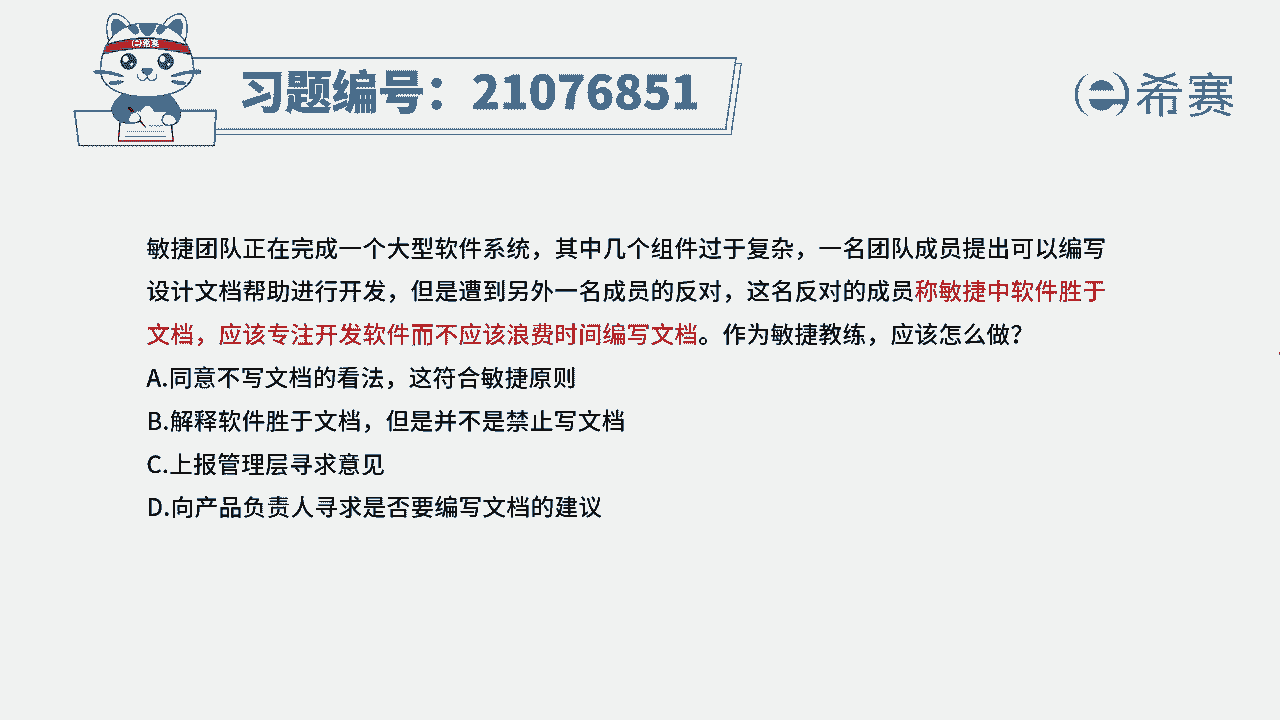 希赛
习题编号：21076851
希赛
敏捷团队正在完成一个大型软件系统，其中几个组件过于复杂，一名团队成员提出可以编写
设计文档帮助进行开发，但是遭到另外一名成员的反对，这名反对的成员称敏捷中软件胜于
文档，应该专注开发软件而不应该浪费时间编写文档。作为敏捷教练，应该怎么做？
A.同意不写文档的看法，这符合敏捷原则
B.解释软件胜于文档，但是并不是禁止写文档
C.上报管理层寻求意见
D.向产品负责人寻求是否要编写文档的建议